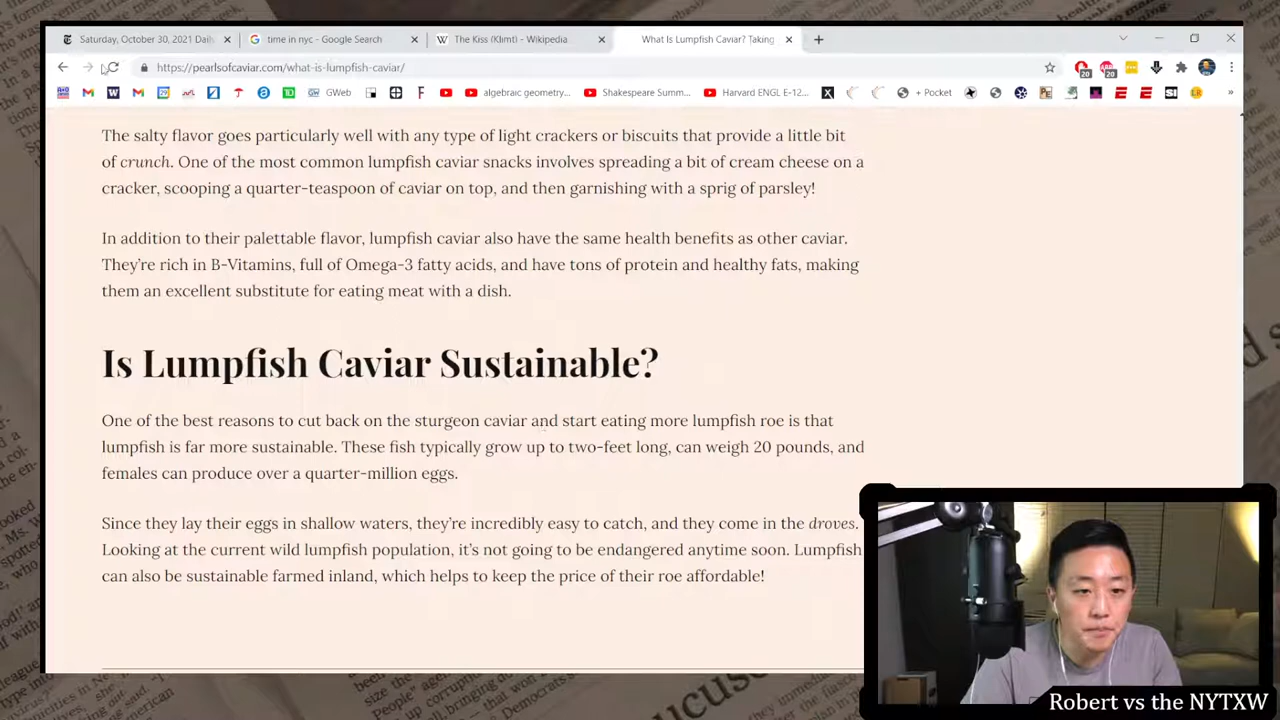 Saturday, October 30, 2021 Dail
time in nyc - Google Search
The Kiss (Klimt) - Wikipedia
What Is Lumpfish Caviar? Taking
https://pearlsofcaviar.com/what-is-lumpfish-caviar/
20
20
GWeb
algebraic geometry...
Shakespeare Summ...
Harvard ENGL E-12...
+ Pocket
The salty flavor goes particularly well with any type of light crackers or biscuits that provide a little bit
of crunch. One of the most common lumpfish caviar snacks involves spreading a bit of cream cheese on a
cracker, scooping a quarter-teaspoon of caviar on top, and then garnishing with a sprig of parsley!
In addition to their palettable flavor, lumpfish caviar also have the same health benefits as other caviar.
They're rich in B-Vitamins, full of Omega-3 fatty acids, and have tons of protein and healthy fats, making
them an excellent substitute for eating meat with a dish.
Is Lumpfish Caviar Sustainable?
One of the best reasons to cut back on the sturgeon caviar and start eating more lumpfish roe is that
lumpfish is far more sustainable. These fish typically grow up to two-feet long, can weigh 20 pounds, and
females can produce over a quarter-million eggs.
Since they lay their eggs in shallow waters, they're incredibly easy to catch, and they come in the droves.
Looking at the current wild lumpfish population, it's not going to be endangered anytime soon. Lumpfish
can also be sustainable farmed inland, which helps to keep the price of their roe affordable!
Robert vs the NYTXW